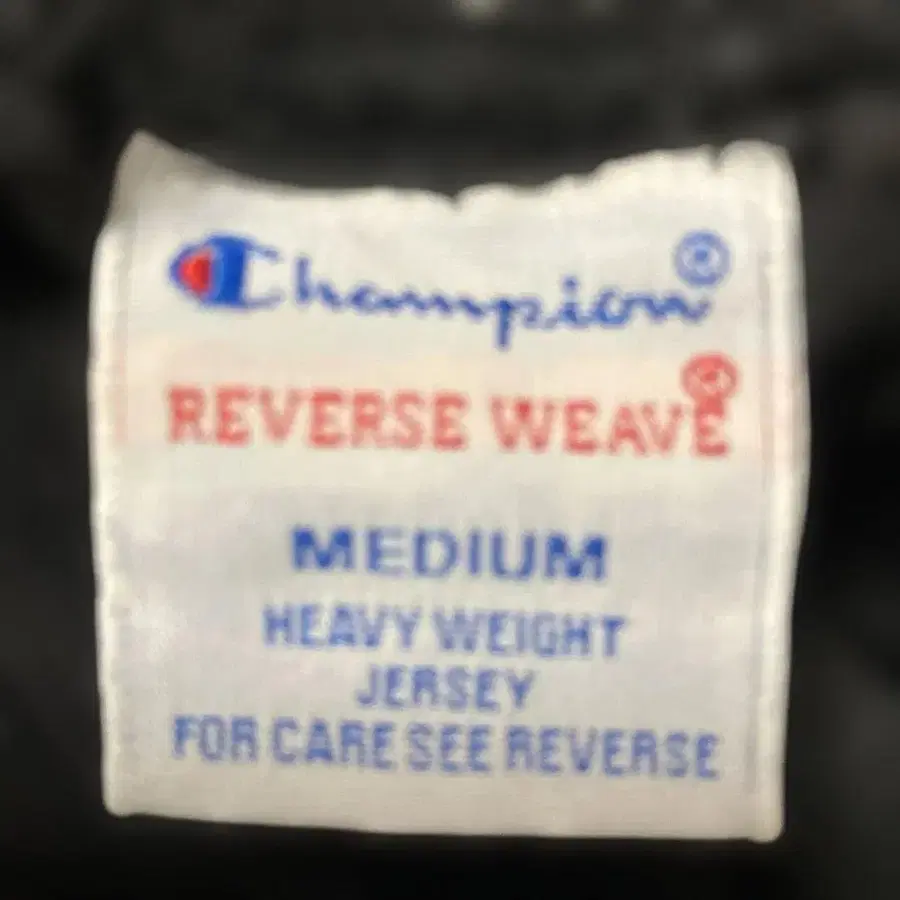 Champion®
REVERSE WEAVE®
MEDIUM
HEAVY WEIGHT
JERSEY
FOR CARE SEE REVERSE